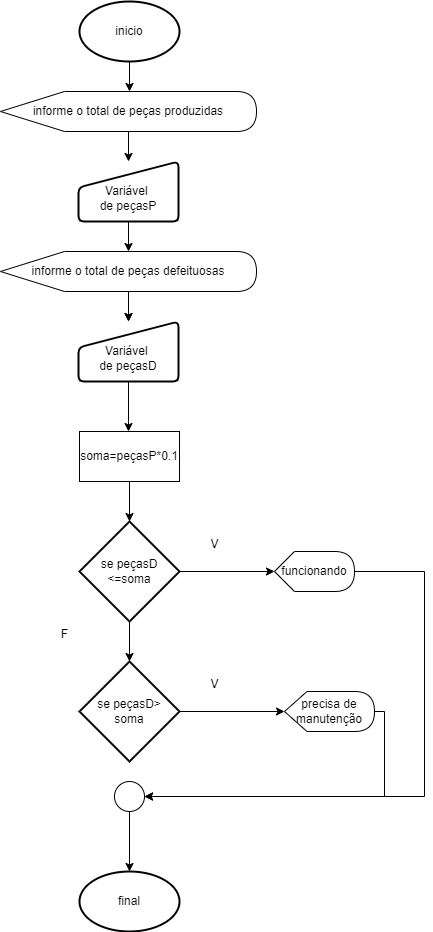 inicio
informe o total de peças produzidas
Variável
de peçasP
informe o total de peças defeituosas
Variável
de peçasD
soma=peçasP*0.1
se peçasD
<=soma
V
funcionando
F
se peçasD>
soma
V
precisa de
manutenção
final